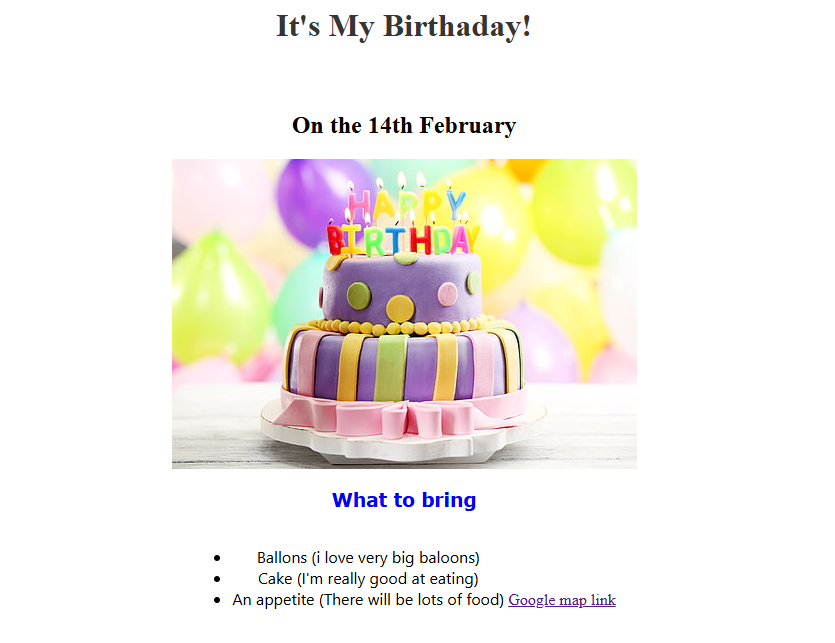 It's My Birthaday!
On the 14th February
HAPPY
BIRTHDAY
What to bring
Ballons (i love very big baloons)
Cake (I'm really good at eating)
An appetite (There will be lots of food) Google map link